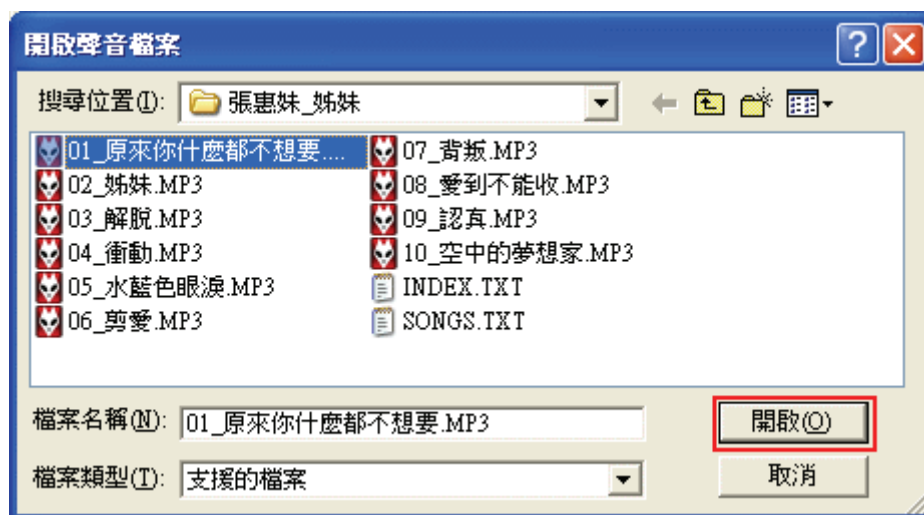 開啟聲音檔案
搜尋位置(I): 張惠妹_姊妹
01_原來你什麼都不想要....
02_姊妹.MP3
03_解脫.MP3
04_衝動.MP3
05_水藍色眼淚.MP3
06_剪愛.MP3
07_背叛.MP3
08_愛到不能收.MP3
09_認真.MP3
10_空中的夢想家.MP3
INDEX.TXT
SONGS.TXT
檔案名稱(N): 01_原來你什麼都不想要.MP3 開啟(O)
檔案類型(T): 支援的檔案 取消